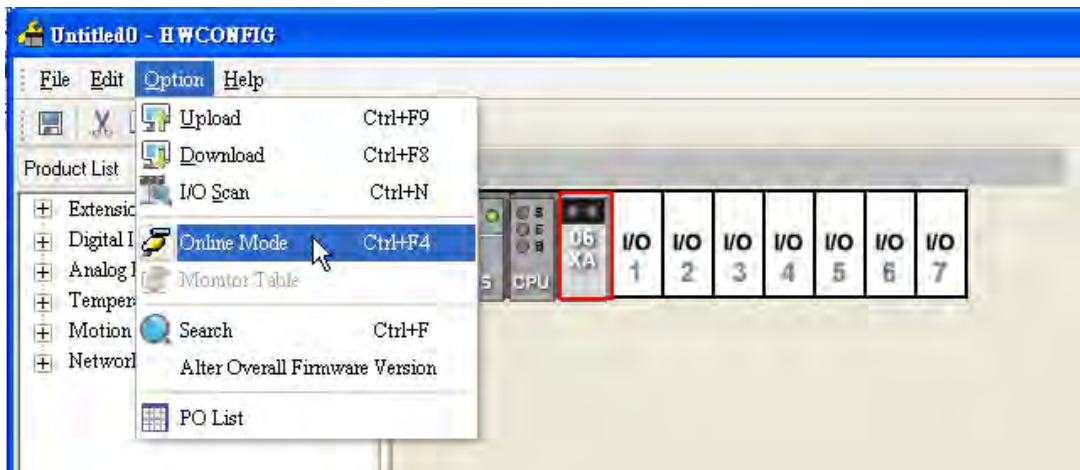 Untitled0 - HWCONFIG
File Edit Option Help
Upload Ctrl+F9
Download Ctrl+F8
I/O Scan Ctrl+N
Online Mode Ctrl+F4
Monitor Table
Search Ctrl+F
Alter Overall Firmware Version
PO List
Product List
Extensio
Digital I
Analog I
Temper
Motion
Networl
S CPU 06 XA I/O 1 I/O 2 I/O 3 I/O 4 I/O 5 I/O 6 I/O 7